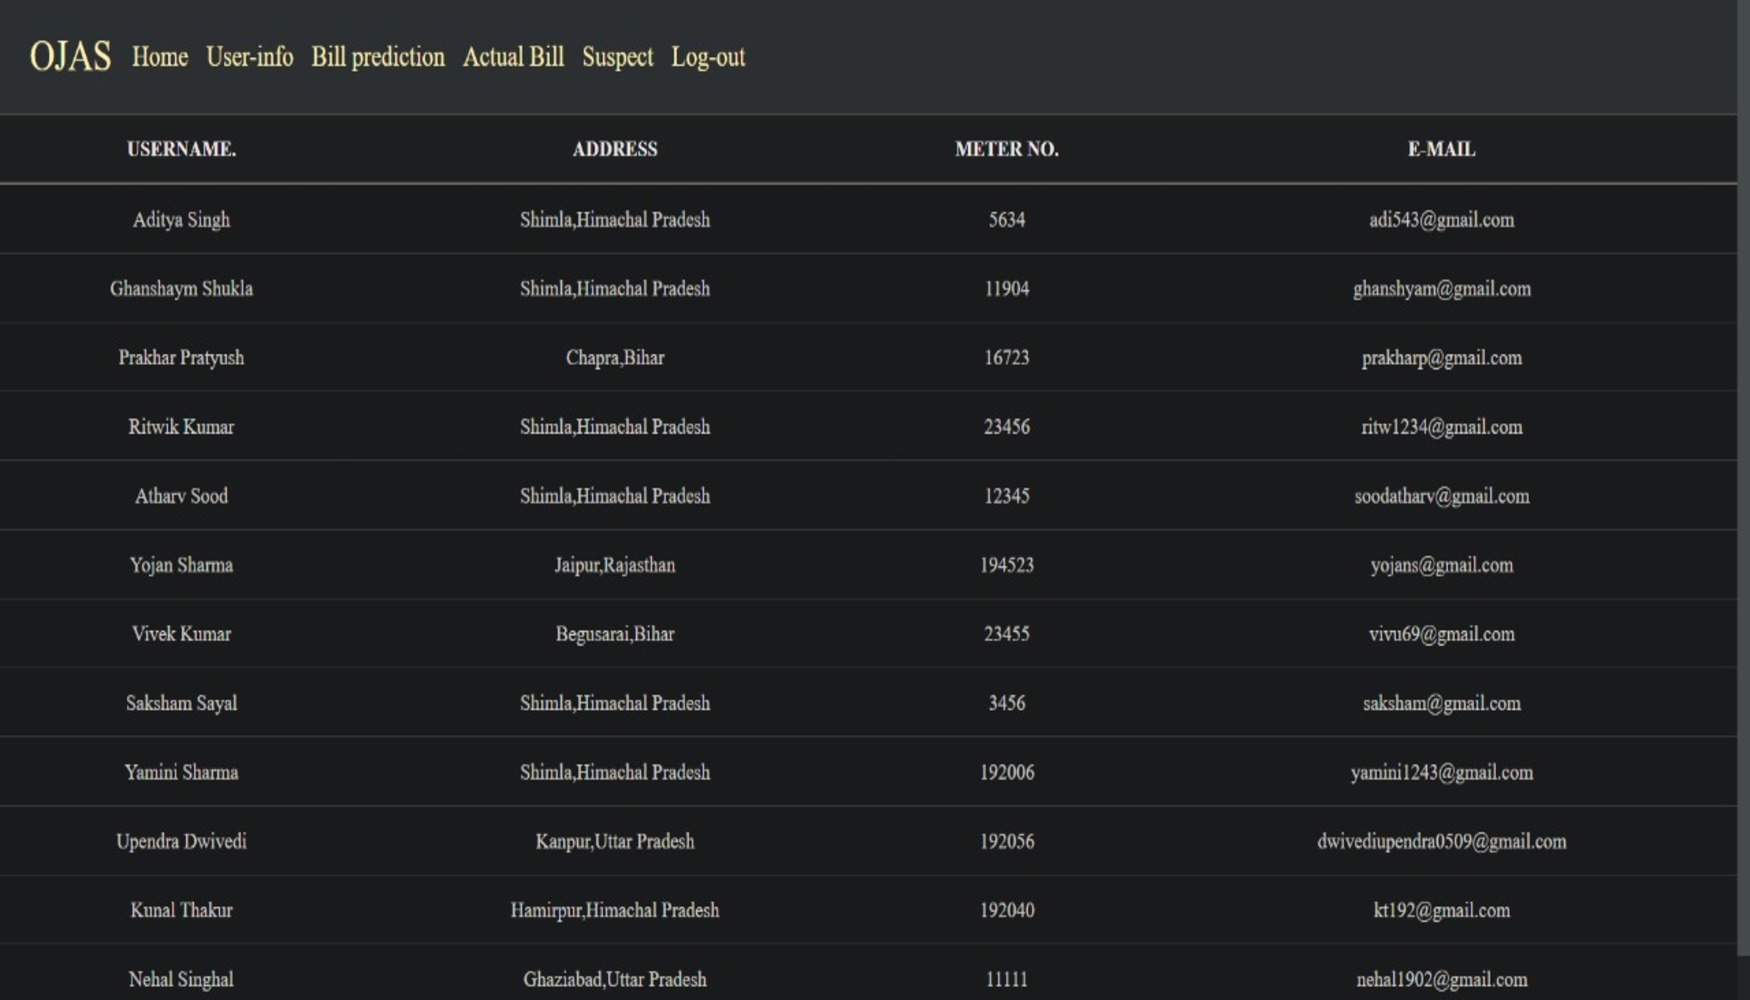 OJAS Home User-info Bill prediction Actual Bill Suspect Log-out
USERNAME. ADDRESS METER NO. E-MAIL
Aditya Singh Shimla,Himachal Pradesh 5634 adi543@gmail.com
Ghanshaym Shukla Shimla,Himachal Pradesh 11904 ghanshyam@gmail.com
Prakhar Pratyush Chapra,Bihar 16723 prakharp@gmail.com
Ritwik Kumar Shimla,Himachal Pradesh 23456 ritw1234@gmail.com
Atharv Sood Shimla,Himachal Pradesh 12345 soodatharv@gmail.com
Yojan Sharma Jaipur,Rajasthan 194523 yojans@gmail.com
Vivek Kumar Begusarai,Bihar 23455 vivu69@gmail.com
Saksham Sayal Shimla,Himachal Pradesh 3456 saksham@gmail.com
Yamini Sharma Shimla,Himachal Pradesh 192006 yamini1243@gmail.com
Upendra Dwivedi Kanpur,Uttar Pradesh 192056 dwivediupendra0509@gmail.com
Kunal Thakur Hamirpur,Himachal Pradesh 192040 kt192@gmail.com
Nehal Singhal Ghaziabad,Uttar Pradesh 11111 nehal1902@gmail.com